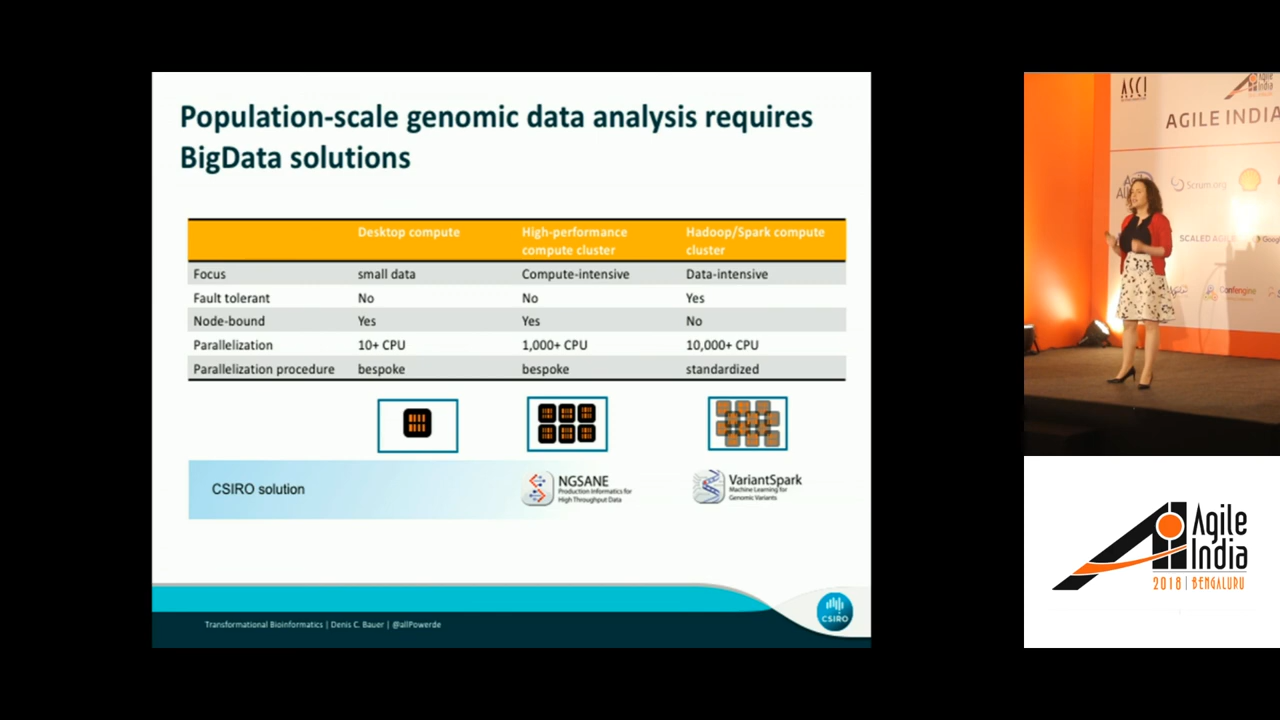 Population-scale genomic data analysis requires
BigData solutions
Desktop compute
High-performance
compute cluster
Hadoop/Spark compute
cluster
Focus small data Compute-intensive Data-intensive
Fault tolerant No No Yes
Node-bound Yes Yes No
Parallelization 10+ CPU 1,000+ CPU 10,000+ CPU
Parallelization procedure bespoke bespoke standardized
CSIRO solution
NGSANE
Production Informatics for
High Throughput Data
VariantSpark
Machine Learning for
Genomic Variants
Transformational Bioinformatics | Denis C. Bauer | @allPowerde
CSIRO
ASCI
AGILE INDIA
Scrum.org
SCALED AGILE
Google
Confengine
Agile
India
2018 | BENGALURU